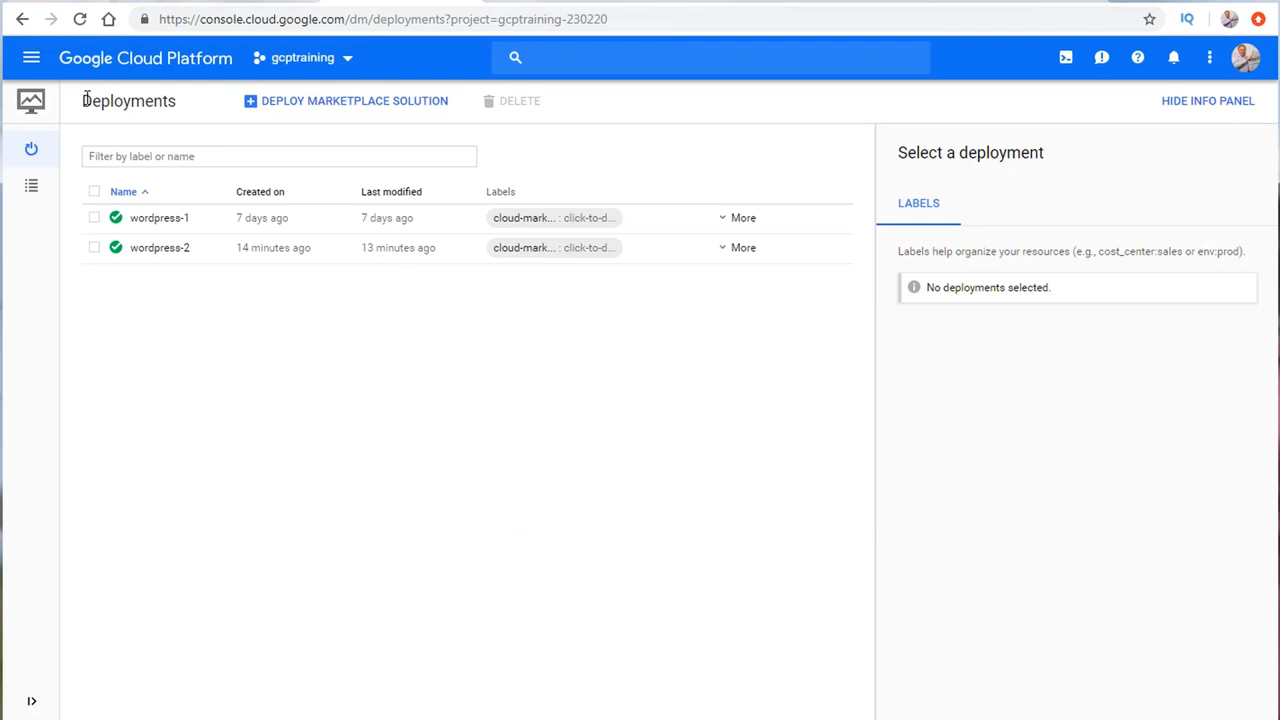 https://console.cloud.google.com/dm/deployments?project=gcptraining-230220
IQ
Google Cloud Platform
gcptraining
Deployments
DEPLOY MARKETPLACE SOLUTION
DELETE
HIDE INFO PANEL
Filter by label or name
Name
Created on
Last modified
Labels
wordpress-1
7 days ago
7 days ago
cloud-mark... : click-to-d...
More
wordpress-2
14 minutes ago
13 minutes ago
cloud-mark... : click-to-d...
More
Select a deployment
LABELS
Labels help organize your resources (e.g., cost_center:sales or env:prod).
No deployments selected.